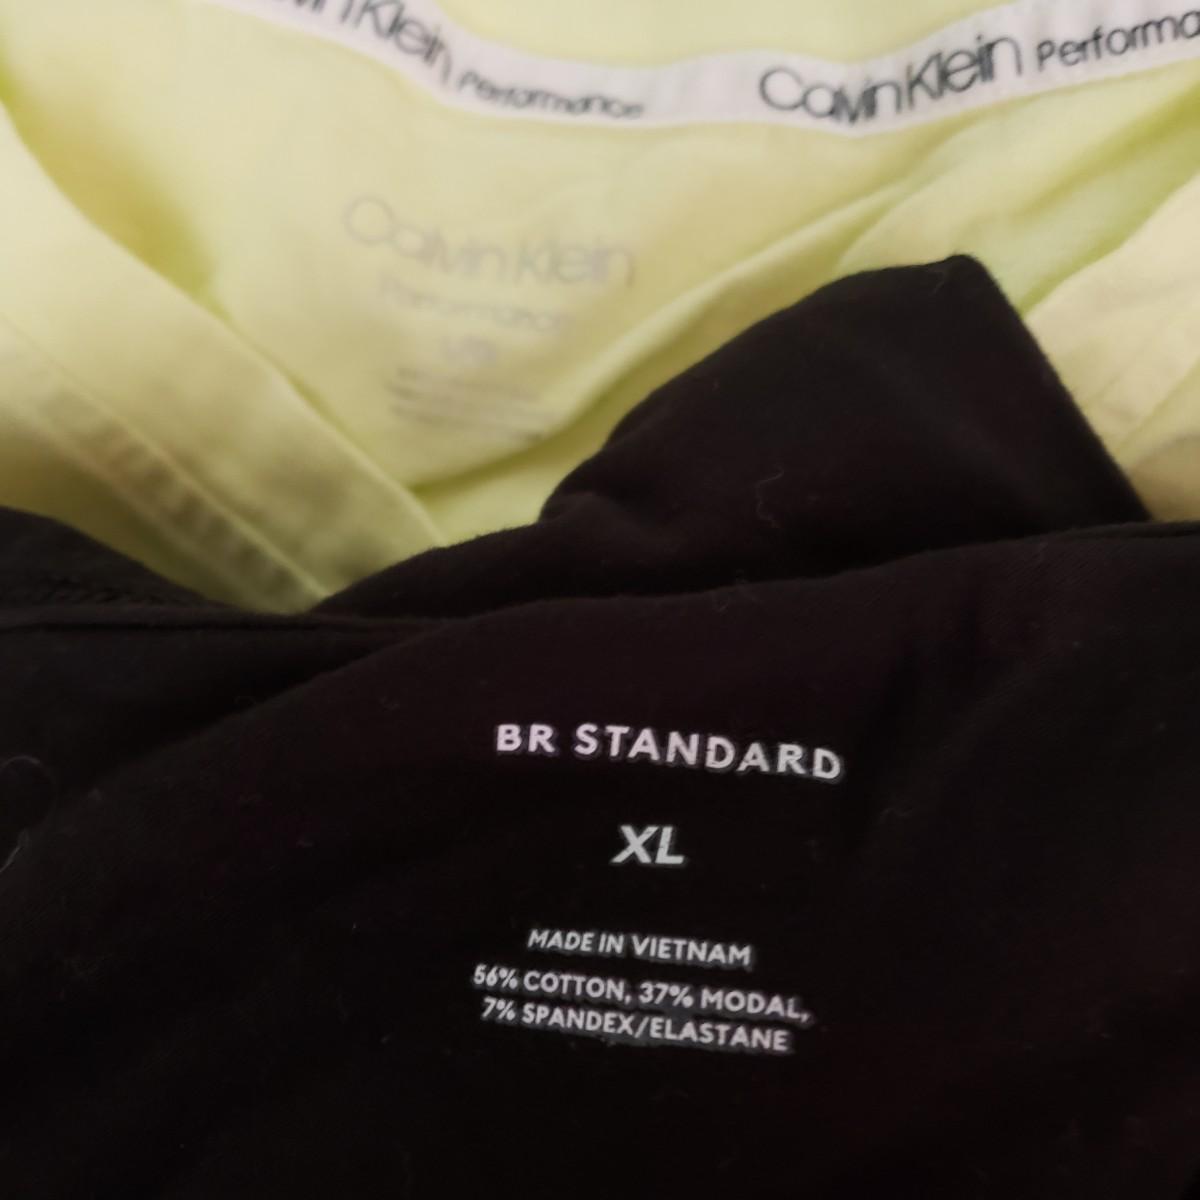 Calvin Klein Performance
Calvin Klein Performa
Calvin Klein
Performance
BR STANDARD
XL
MADE IN VIETNAM
56% COTTON, 37% MODAL,
7% SPANDEX/ELASTANE